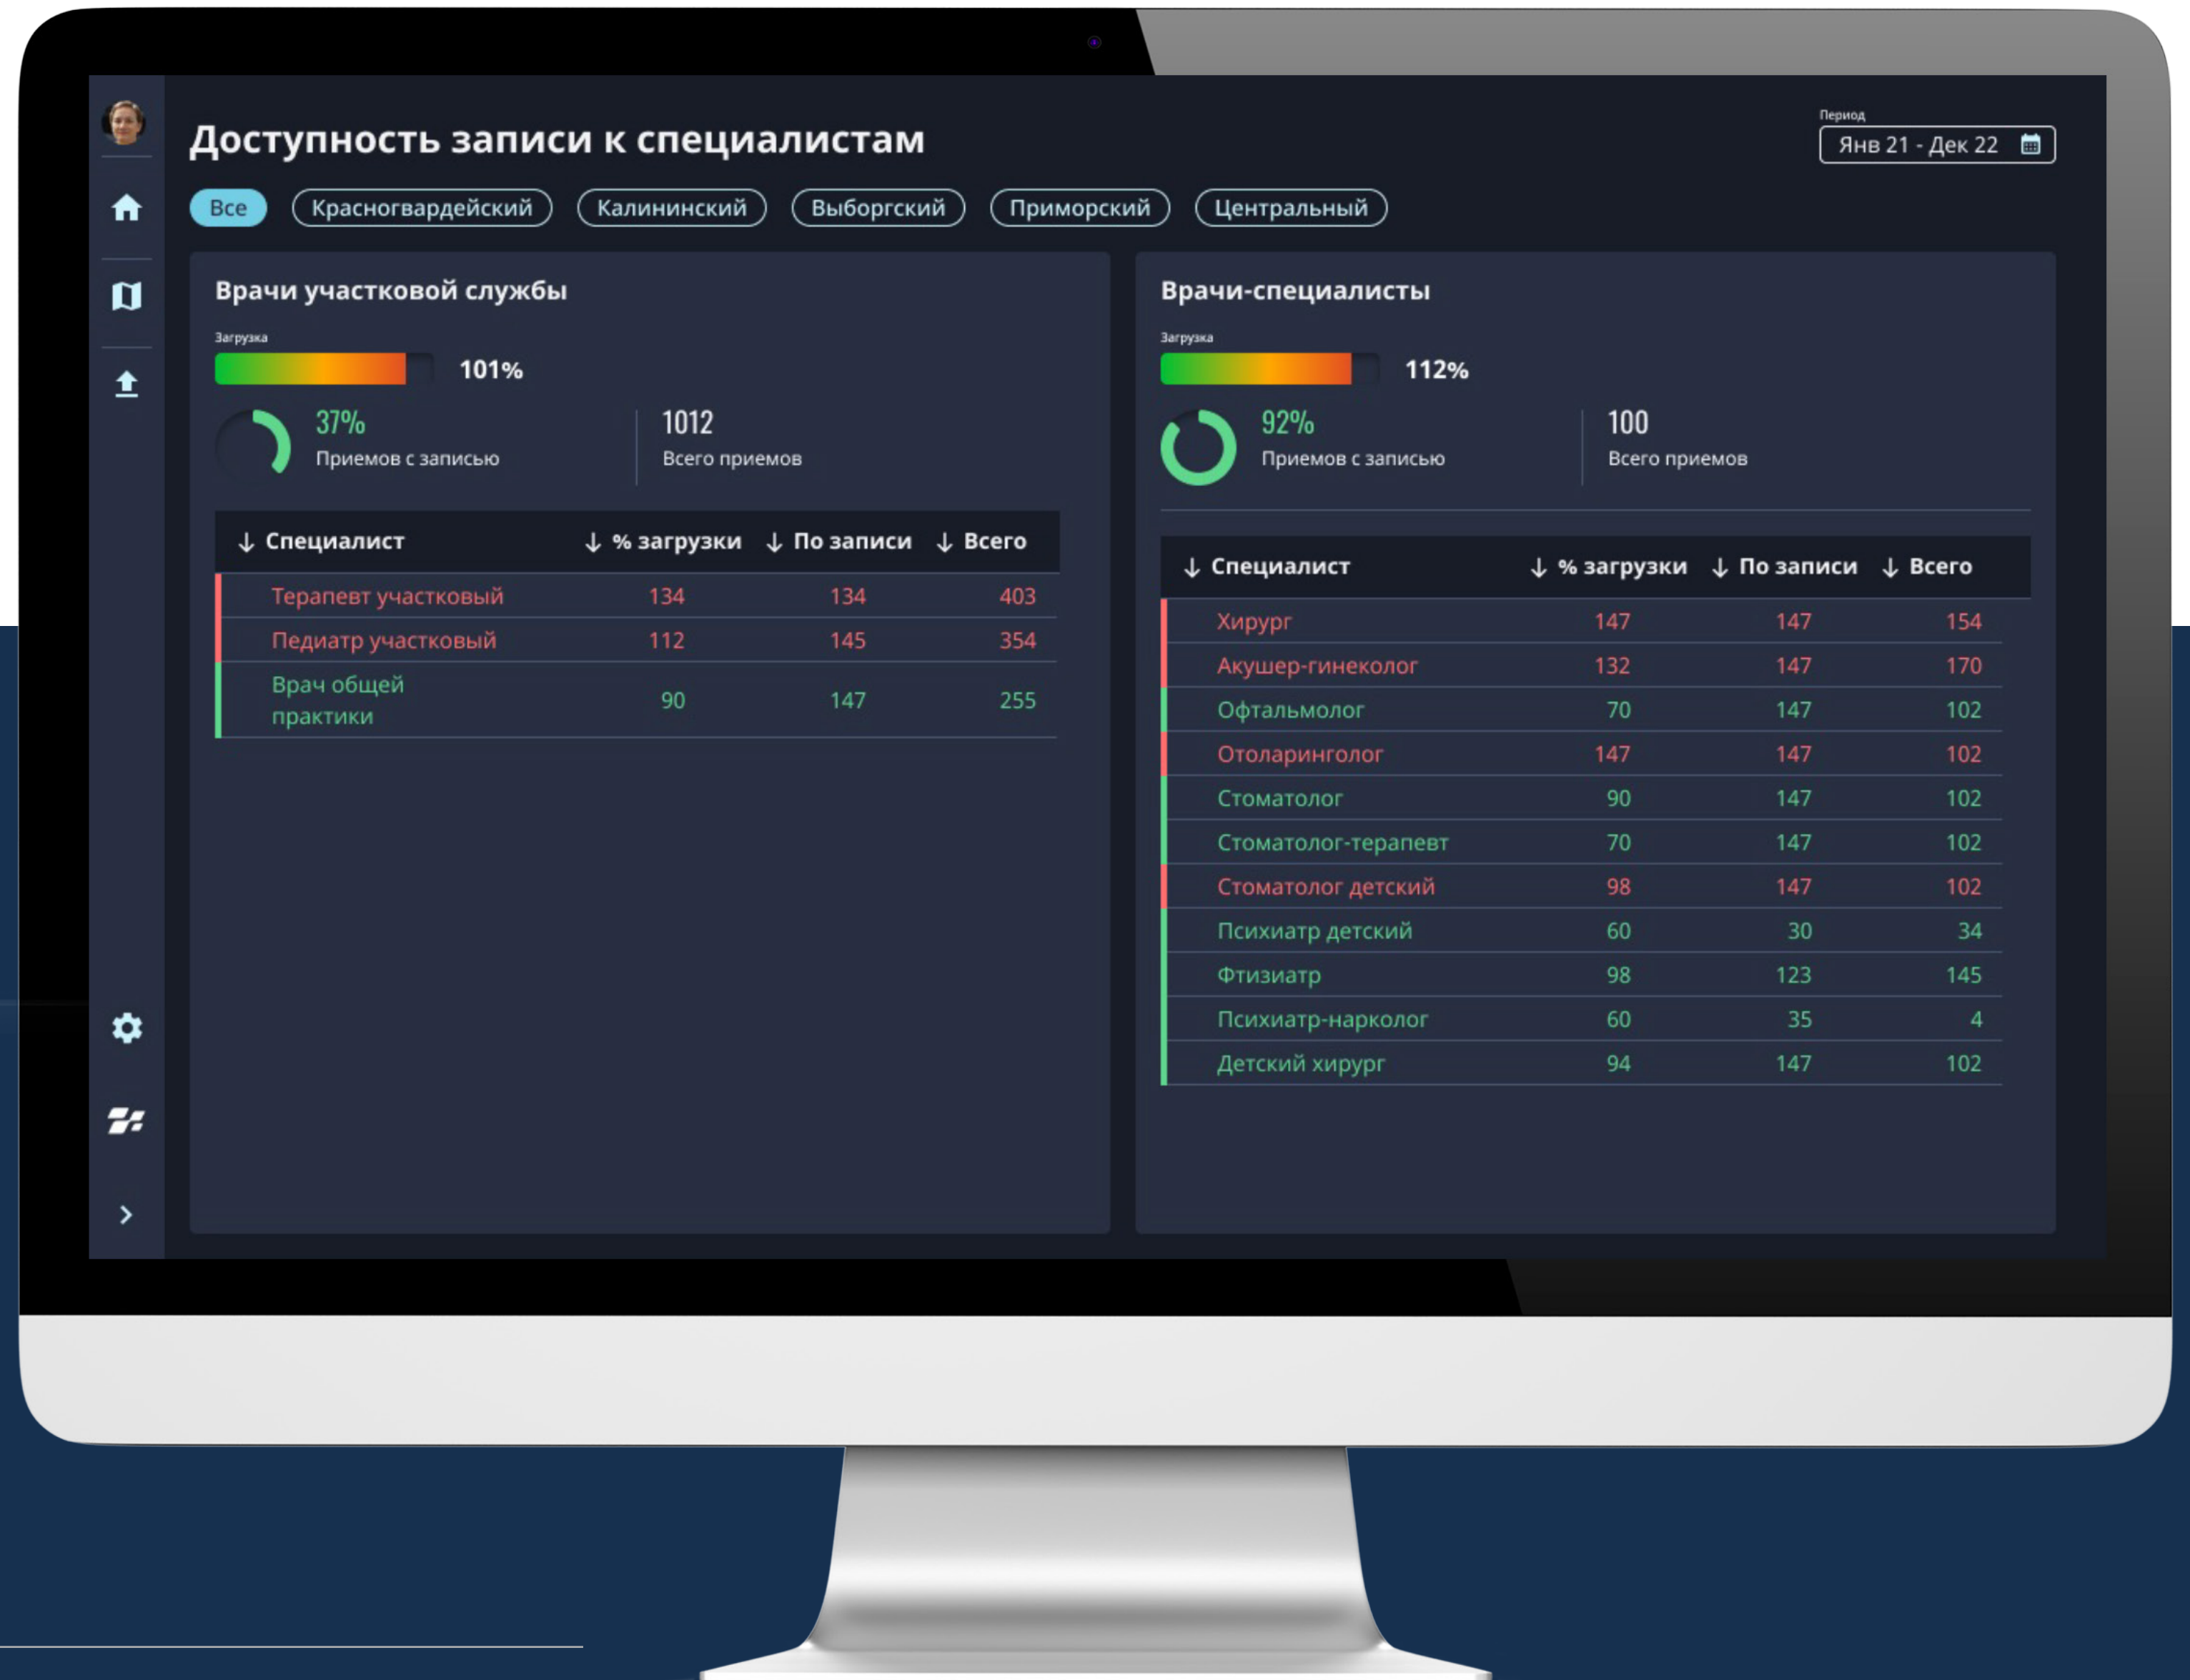 Доступность записи к специалистам
Период
Янв 21 - Дек 22
Все Красногвардейский Калининский Выборгский Приморский Центральный
Врачи участковой службы
Загрузка
101%
37%
Приемов с записью
1012
Всего приемов
↓ Специалист ↓ % загрузки ↓ По записи ↓ Всего
Терапевт участковый 134 134 403
Педиатр участковый 112 145 354
Врач общей
практики 90 147 255
Врачи-специалисты
Загрузка
112%
92%
Приемов с записью
100
Всего приемов
↓ Специалист ↓ % загрузки ↓ По записи ↓ Всего
Хирург 147 147 154
Акушер-гинеколог 132 147 170
Офтальмолог 70 147 102
Отоларинголог 147 147 102
Стоматолог 90 147 102
Стоматолог-терапевт 70 147 102
Стоматолог детский 98 147 102
Психиатр детский 60 30 34
Фтизиатр 98 123 145
Психиатр-нарколог 60 35 4
Детский хирург 94 147 102